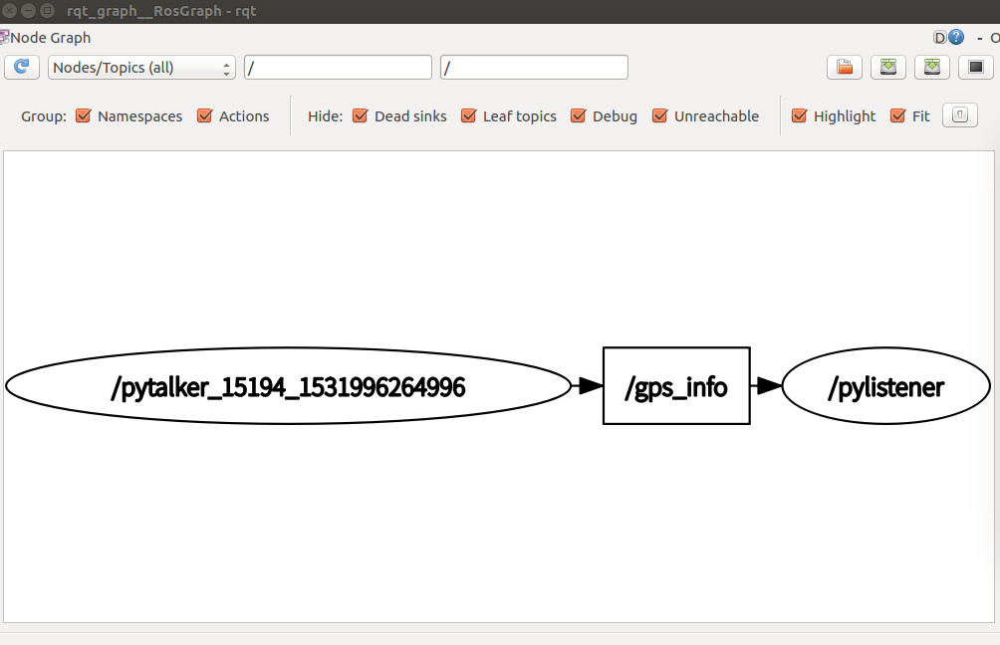 rqt_graph__RosGraph - rqt
Node Graph
D ? - O
Nodes/Topics (all) / /
Group: Namespaces Actions Hide: Dead sinks Leaf topics Debug Unreachable Highlight Fit
/pytalker_15194_1531996264996 /gps_info /pylistener